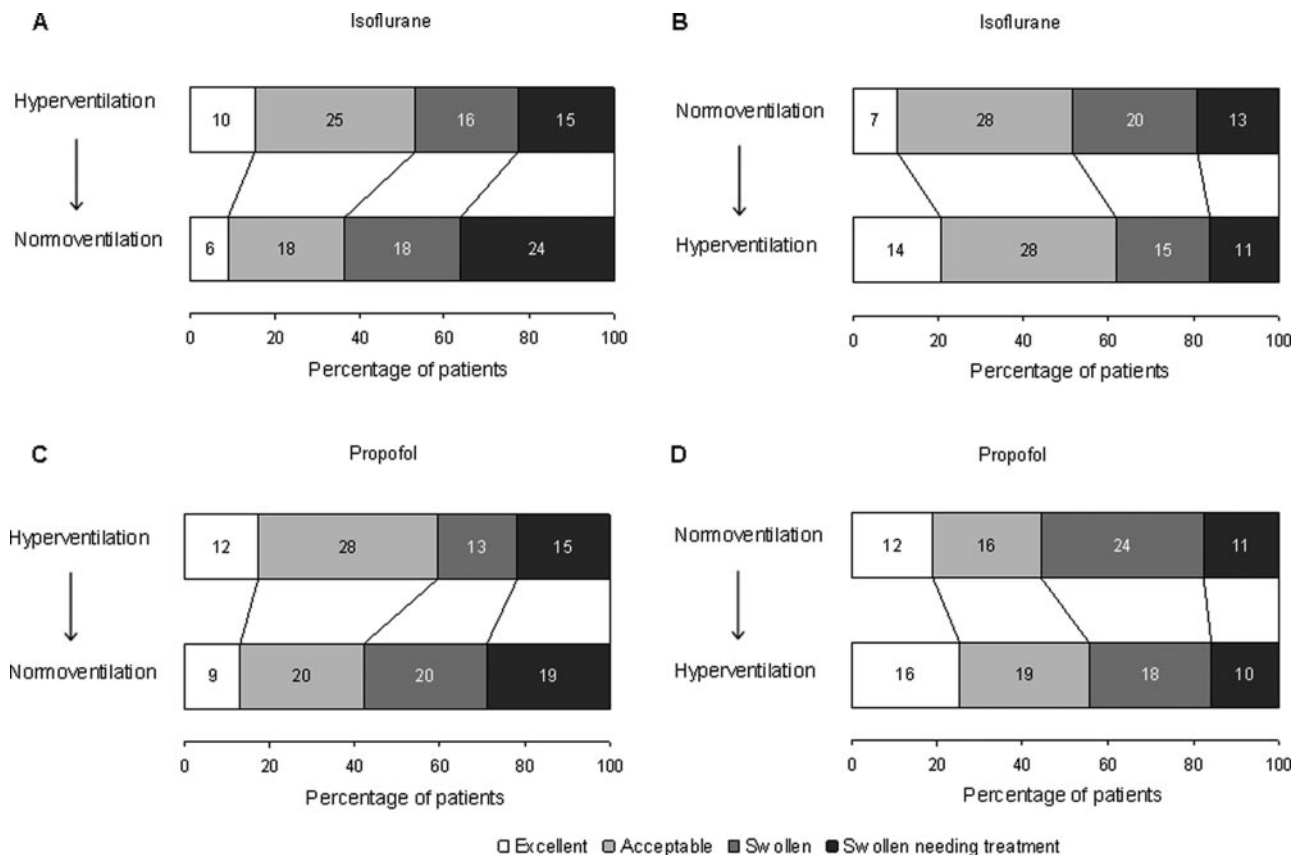 A
Isoflurane
Hyperventilation
10 25 16 15
Normoventilation
6 18 18 24
0 20 40 60 80 100
Percentage of patients
B
Isoflurane
Normoventilation
7 28 20 13
Hyperventilation
14 28 15 11
0 20 40 60 80 100
Percentage of patients
C
Propofol
Hyperventilation
12 28 13 15
Normoventilation
9 20 20 19
0 20 40 60 80 100
Percentage of patients
D
Propofol
Normoventilation
12 16 24 11
Hyperventilation
16 19 18 10
0 20 40 60 80 100
Percentage of patients
Excellent Acceptable Swollen Swollen needing treatment